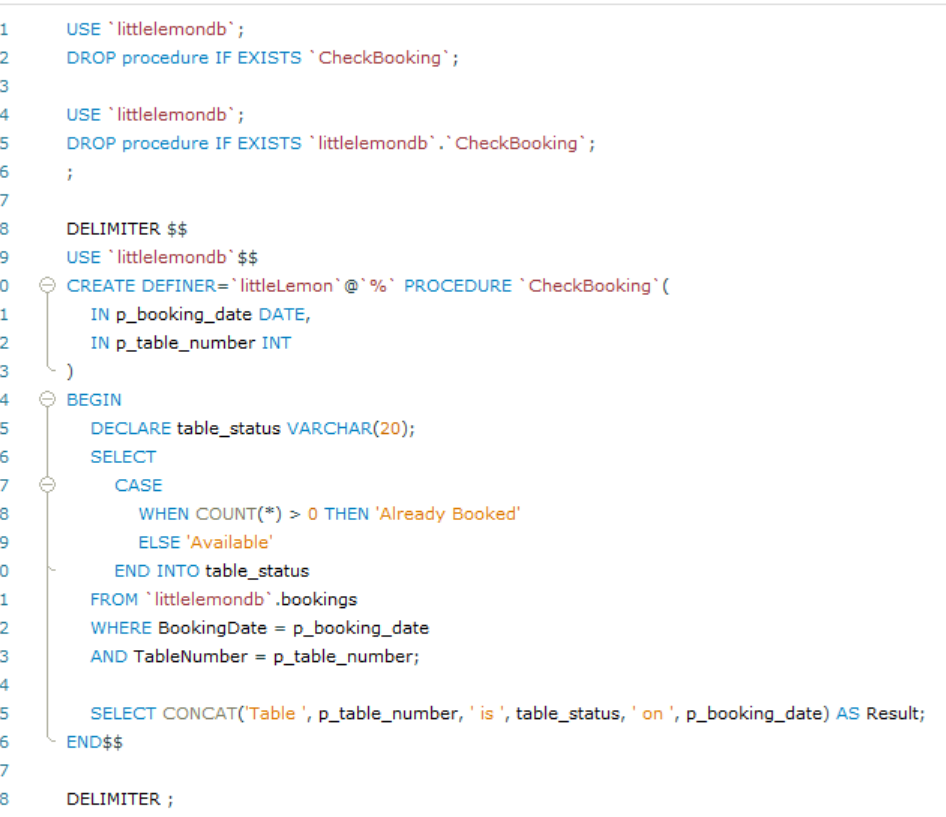 1 USE `littlelemondb`;
2 DROP procedure IF EXISTS `CheckBooking`;
3
4 USE `littlelemondb`;
5 DROP procedure IF EXISTS `littlelemondb`.`CheckBooking`;
6 ;
7
8 DELIMITER $$
9 USE `littlelemondb`$$
0 CREATE DEFINER=`littleLemon`@`%` PROCEDURE `CheckBooking`(
1 IN p_booking_date DATE,
2 IN p_table_number INT
3 )
4 BEGIN
5 DECLARE table_status VARCHAR(20);
6 SELECT
7 CASE
8 WHEN COUNT(*) > 0 THEN 'Already Booked'
9 ELSE 'Available'
0 END INTO table_status
1 FROM `littlelemondb`.bookings
2 WHERE BookingDate = p_booking_date
3 AND TableNumber = p_table_number;
4
5 SELECT CONCAT('Table ', p_table_number, ' is ', table_status, ' on ', p_booking_date) AS Result;
6 END$$
7
8 DELIMITER ;